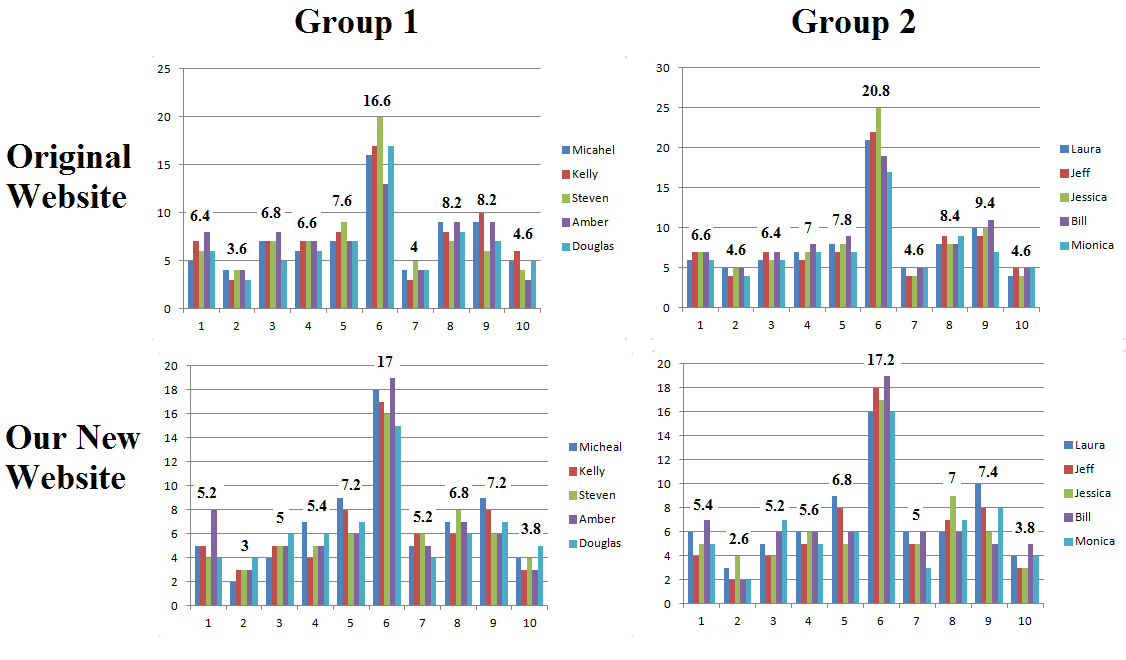 Group 1
Group 2
Original
Website
25
20
15
10
5
0
6.4
3.6
6.8
6.6
7.6
16.6
4
8.2
8.2
4.6
1 2 3 4 5 6 7 8 9 10
Micahel
Kelly
Steven
Amber
Douglas
30
25
20
15
10
5
0
6.6
4.6
6.4
7
7.8
20.8
4.6
8.4
9.4
4.6
1 2 3 4 5 6 7 8 9 10
Laura
Jeff
Jessica
Bill
Mionica
Our New
Website
20
18
16
14
12
10
8
6
4
2
0
5.2
3
5
5.4
7.2
17
5.2
6.8
7.2
3.8
1 2 3 4 5 6 7 8 9 10
Micheal
Kelly
Steven
Amber
Douglas
20
18
16
14
12
10
8
6
4
2
0
5.4
2.6
5.2
5.6
6.8
17.2
5
7
7.4
3.8
1 2 3 4 5 6 7 8 9 10
Laura
Jeff
Jessica
Bill
Monica